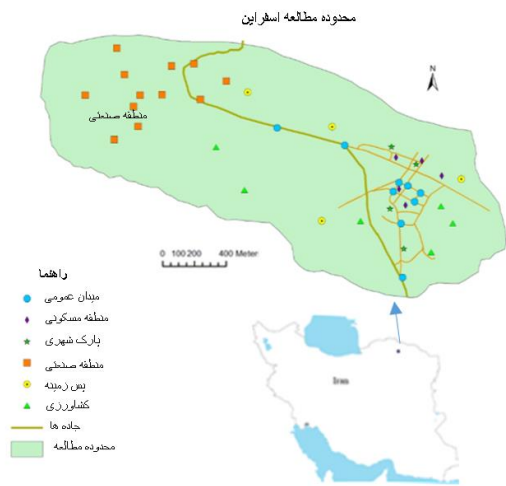 محدوده مطالعه اسفراین
N
منطقه صنعتی
0 100 200 400 Meter
راهنما
میدان عمومی
منطقه مسکونی
پارک شهری
منطقه صنعتی
پس زمینه
کشاورزی
جاده ها
محدوده مطالعه
Iran